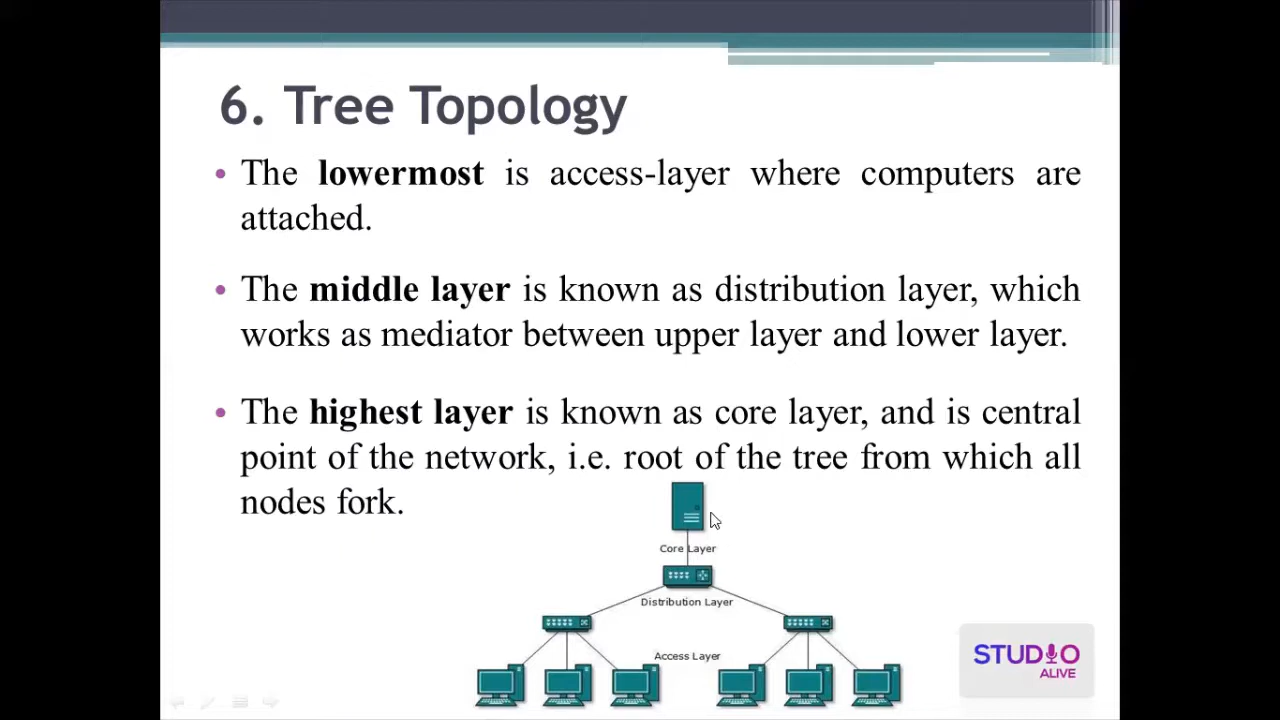 6. Tree Topology
• The lowermost is access-layer where computers are
attached.
• The middle layer is known as distribution layer, which
works as mediator between upper layer and lower layer.
• The highest layer is known as core layer, and is central
point of the network, i.e. root of the tree from which all
nodes fork.
Core Layer
Distribution Layer
Access Layer
STUDIO
ALIVE